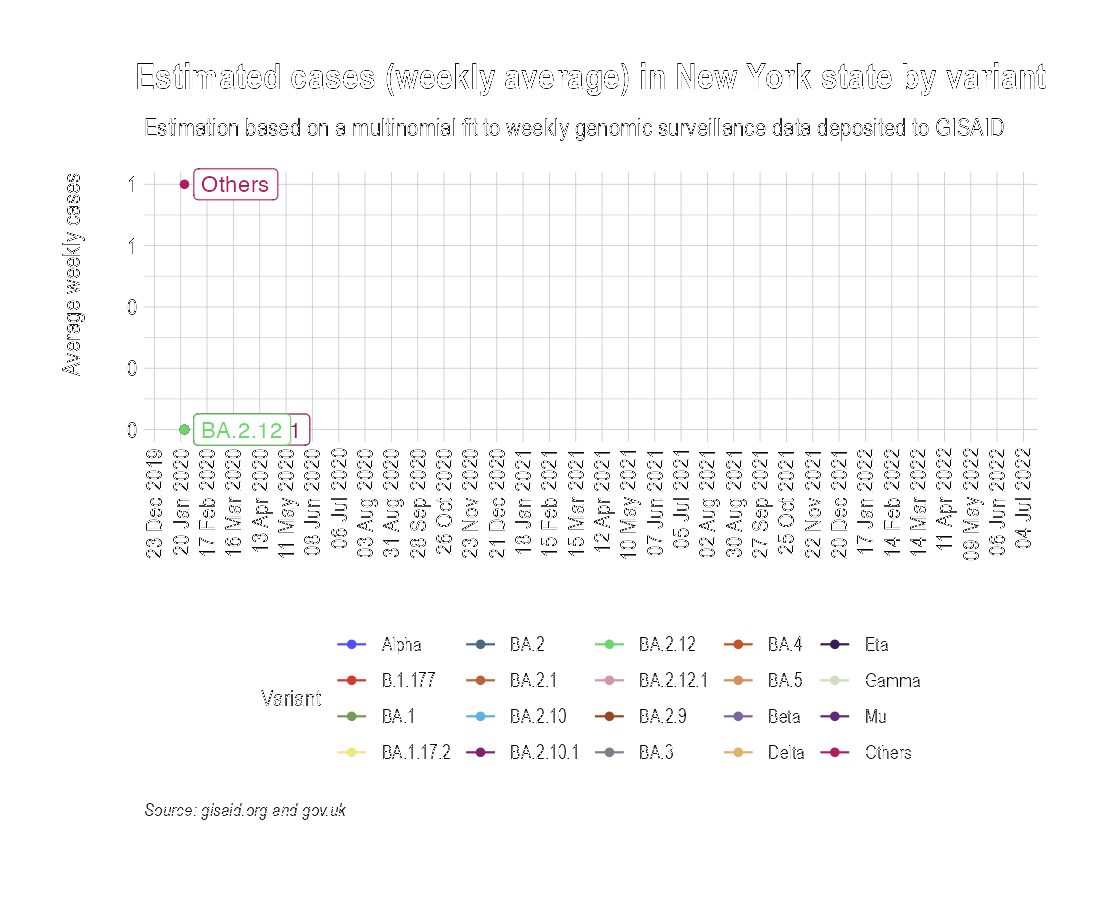 Estimated cases (weekly average) in New York state by variant
Estimation based on a multinomial fit to weekly genomic surveillance data deposited to GISAID
Average weekly cases
1
Others
1
0
0
0
BA.2.12
1
23 Dec 2019
20 Jan 2020
17 Feb 2020
16 Mar 2020
13 Apr 2020
11 May 2020
08 Jun 2020
06 Jul 2020
03 Aug 2020
31 Aug 2020
28 Sep 2020
26 Oct 2020
23 Nov 2020
21 Dec 2020
18 Jan 2021
15 Feb 2021
15 Mar 2021
12 Apr 2021
10 May 2021
07 Jun 2021
05 Jul 2021
02 Aug 2021
30 Aug 2021
27 Sep 2021
25 Oct 2021
22 Nov 2021
20 Dec 2021
17 Jan 2022
14 Feb 2022
14 Mar 2022
11 Apr 2022
09 May 2022
06 Jun 2022
04 Jul 2022
Variant
Alpha
B.1.177
BA.1
BA.1.17.2
BA.2
BA.2.1
BA.2.10
BA.2.10.1
BA.2.12
BA.2.12.1
BA.2.9
BA.3
BA.4
BA.5
Beta
Delta
Eta
Gamma
Mu
Others
Source: gisaid.org and gov.uk